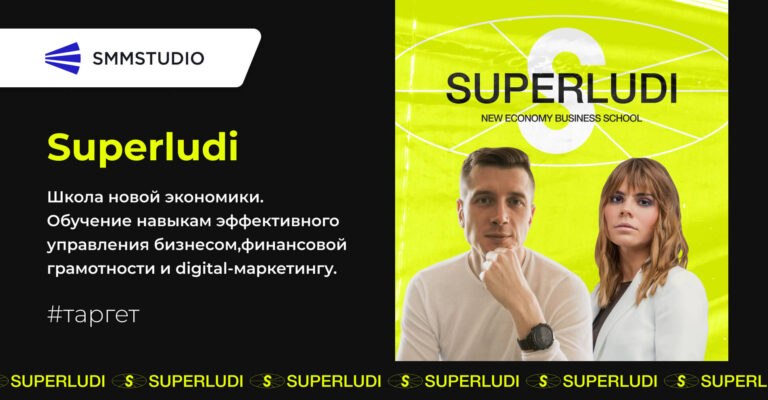 SMMSTUDIO
Superludi
Школа новой экономики.
Обучение навыкам эффективного
управления бизнесом,финансовой
грамотности и digital-маркетингу.
#таргет
S
SUPERLUDI
NEW ECONOMY BUSINESS SCHOOL
S SUPERLUDI S SUPERLUDI S SUPERLUDI S SUPERLUDI S SUPERLUDI S